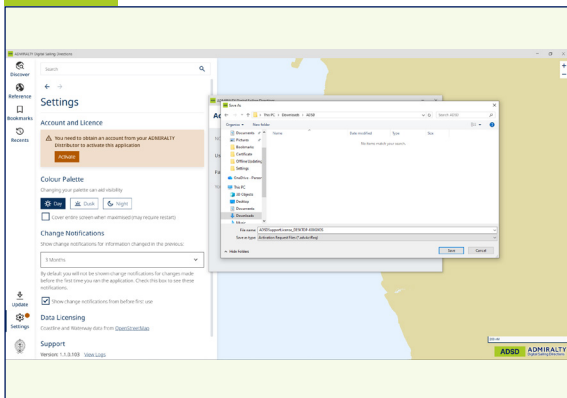 ADMIRALTY Digital Sailing Directions
Discover
Reference
Bookmarks
Recents
Update
Settings
Search
Settings
Account and Licence
You need to obtain an account from your ADMIRALTY
Distributor to activate this application
Activate
Colour Palette
Changing your palette can aid visibility
Day
Dusk
Night
Cover entire screen when maximised (may require restart)
Change Notifications
Show change notifications for information changed in the previous:
3 Months
By default you will not be shown change notifications for changes made
before the first time you ran the application. Check this box to see these
notifications.
Show change notifications from before first use
Data Licensing
Coastline and Waterway data from OpenStreetMap
Support
Version: 1.1.0.103 View Logs
Save As
This PC > Downloads > ADSD
Search ADSD
Organise
New folder
Name
Date modified
Type
Size
No items match your search.
Documents
Pictures
Bookmarks
Certificate
Offline Updating
Settings
OneDrive - Person
This PC
3D Objects
Desktop
Documents
Downloads
Music
File name:
Save as type: Activation Request Files
Hide Folders
Save
Cancel
ADSD
ADMIRALTY
Digital Sailing Directions